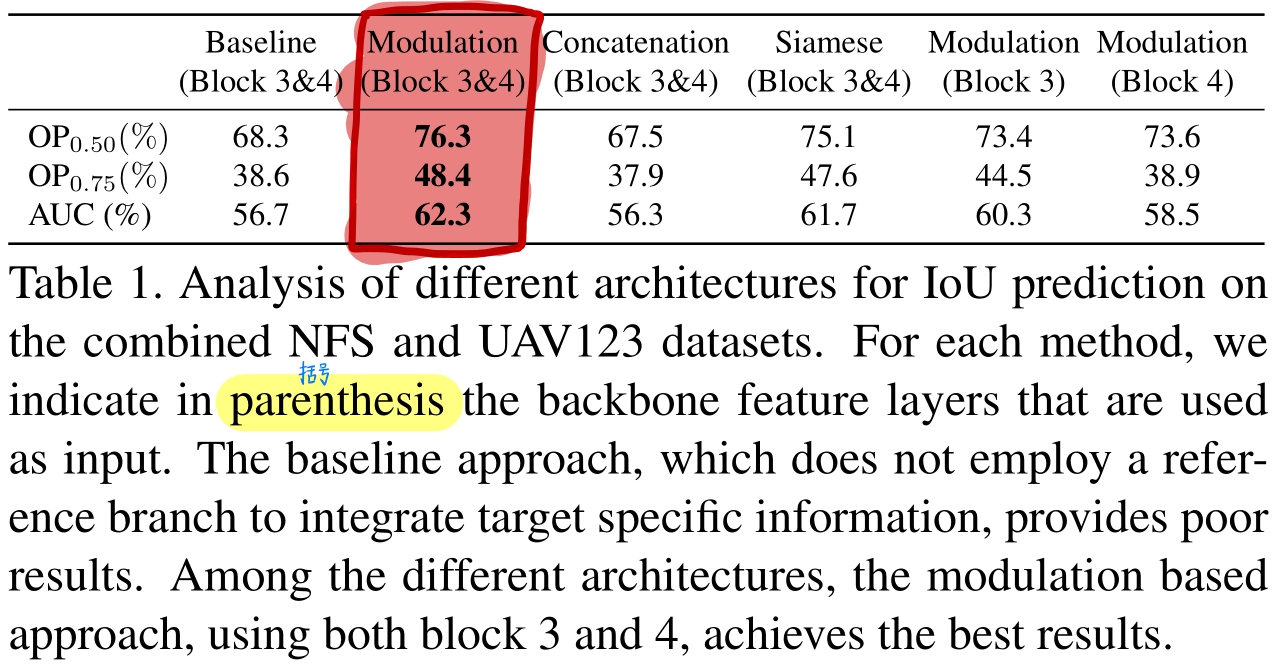 Baseline Modulation Concatenation Siamese Modulation Modulation
(Block 3&4) (Block 3&4) (Block 3&4) (Block 3&4) (Block 3) (Block 4)
OP0.50(%) 68.3 76.3 67.5 75.1 73.4 73.6
OP0.75(%) 38.6 48.4 37.9 47.6 44.5 38.9
AUC (%) 56.7 62.3 56.3 61.7 60.3 58.5
Table 1. Analysis of different architectures for IoU prediction on
the combined NFS and UAV123 datasets. For each method, we
括号
indicate in parenthesis the backbone feature layers that are used
as input. The baseline approach, which does not employ a refer-
ence branch to integrate target specific information, provides poor
results. Among the different architectures, the modulation based
approach, using both block 3 and 4, achieves the best results.